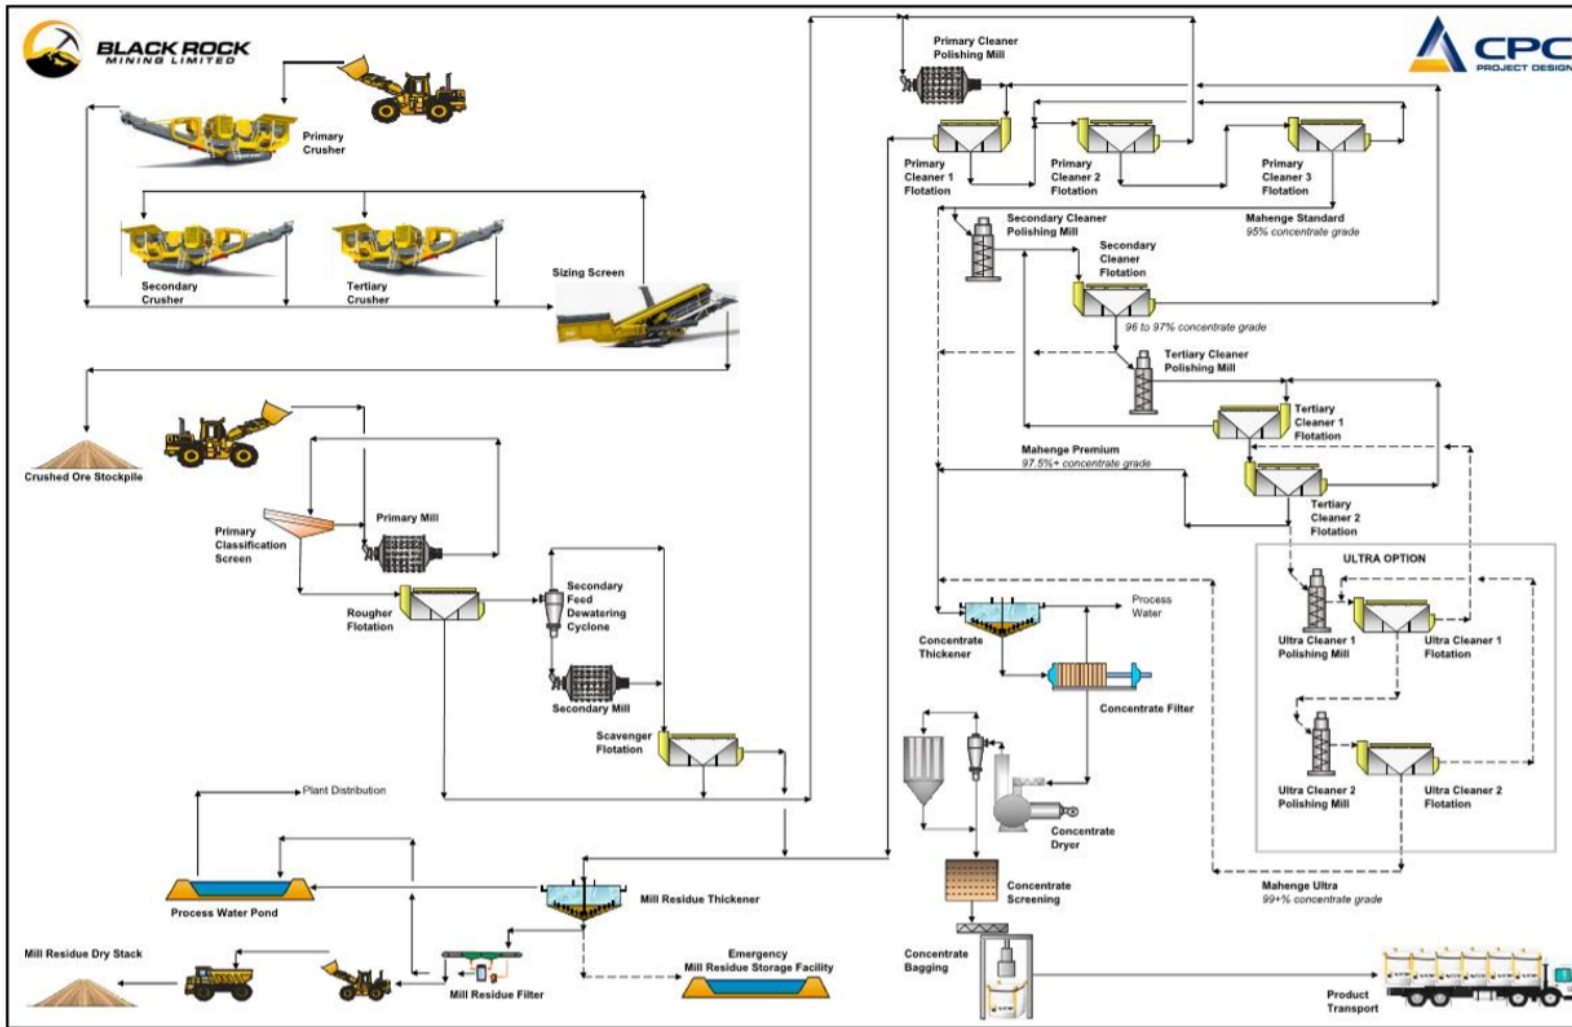 BLACK ROCK
MINING LIMITED
CPC
PROJECT DESIGN
Primary
Crusher
Secondary
Crusher
Tertiary
Crusher
Sizing Screen
Crushed Ore Stockpile
Primary
Classification
Screen
Primary Mill
Rougher
Flotation
Secondary
Feed
Dewatering
Cyclone
Secondary Mill
Scavenger
Flotation
Plant Distribution
Process Water Pond
Mill Residue Thickener
Mill Residue Dry Stack
Mill Residue Filter
Emergency
Mill Residue Storage Facility
Primary Cleaner
Polishing Mill
Primary
Cleaner 1
Flotation
Primary
Cleaner 2
Flotation
Primary
Cleaner 3
Flotation
Mahenge Standard
95% concentrate grade
Secondary Cleaner
Polishing Mill
Secondary
Cleaner
Flotation
96 to 97% concentrate grade
Tertiary Cleaner
Polishing Mill
Tertiary
Cleaner 1
Flotation
Mahenge Premium
97.5%+ concentrate grade
Tertiary
Cleaner 2
Flotation
ULTRA OPTION
Ultra Cleaner 1
Polishing Mill
Ultra Cleaner 1
Flotation
Ultra Cleaner 2
Polishing Mill
Ultra Cleaner 2
Flotation
Mahenge Ultra
99+% concentrate grade
Process
Water
Concentrate
Thickener
Concentrate Filter
Concentrate
Dryer
Concentrate
Screening
Concentrate
Bagging
Product
Transport